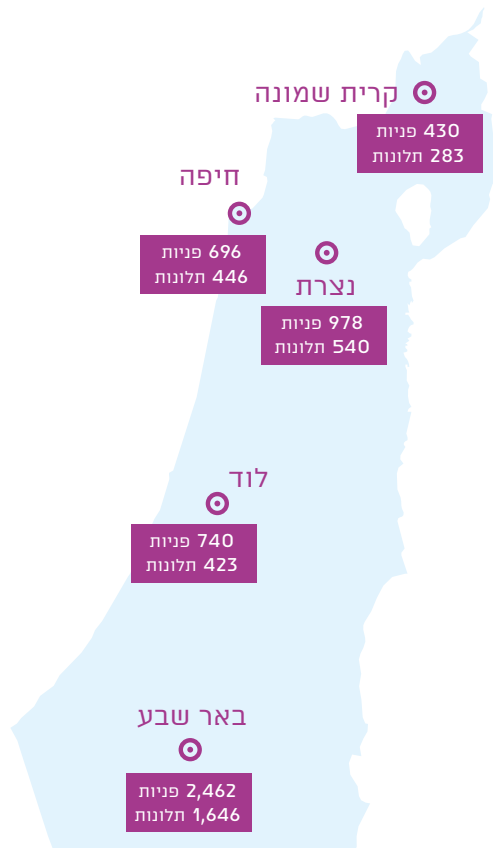 קרית שמונה
430 פניות
283 תלונות
חיפה
696 פניות
446 תלונות
נצרת
978 פניות
540 תלונות
לוד
740 פניות
423 תלונות
באר שבע
2,462 פניות
1,646 תלונות